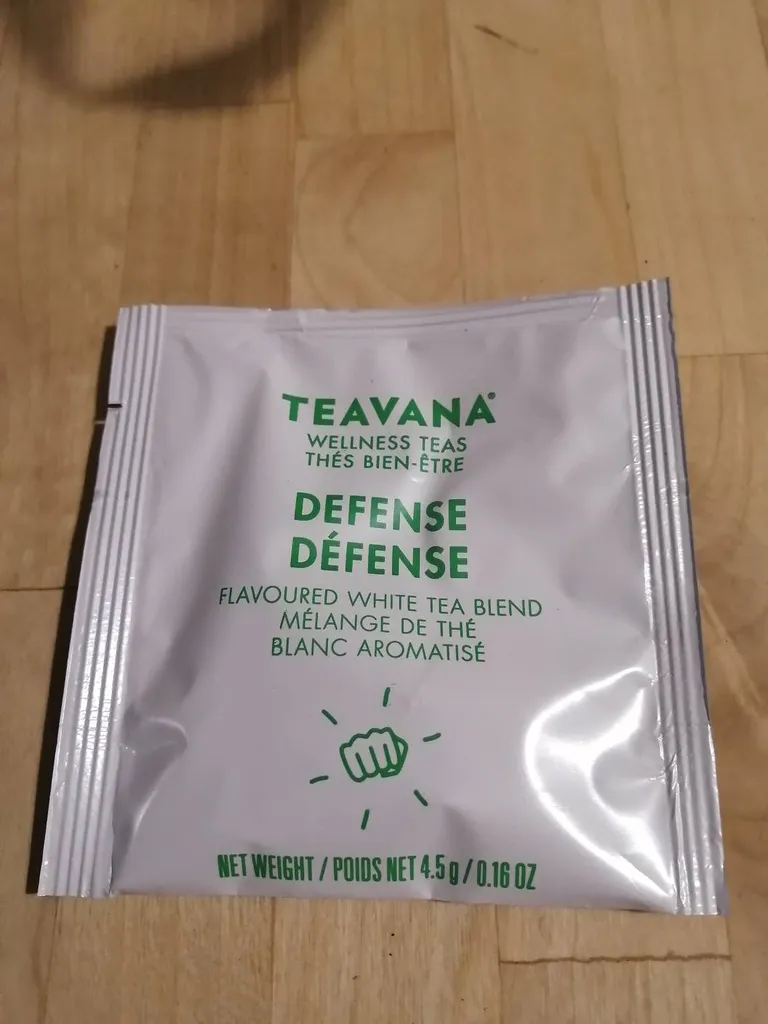 TEAVANA®
WELLNESS TEAS
THÉS BIEN-ÊTRE
DEFENSE
DÉFENSE
FLAVOURED WHITE TEA BLEND
MÉLANGE DE THÉ
BLANC AROMATISÉ
NET WEIGHT / POIDS NET 4.5 g / 0.16 OZ